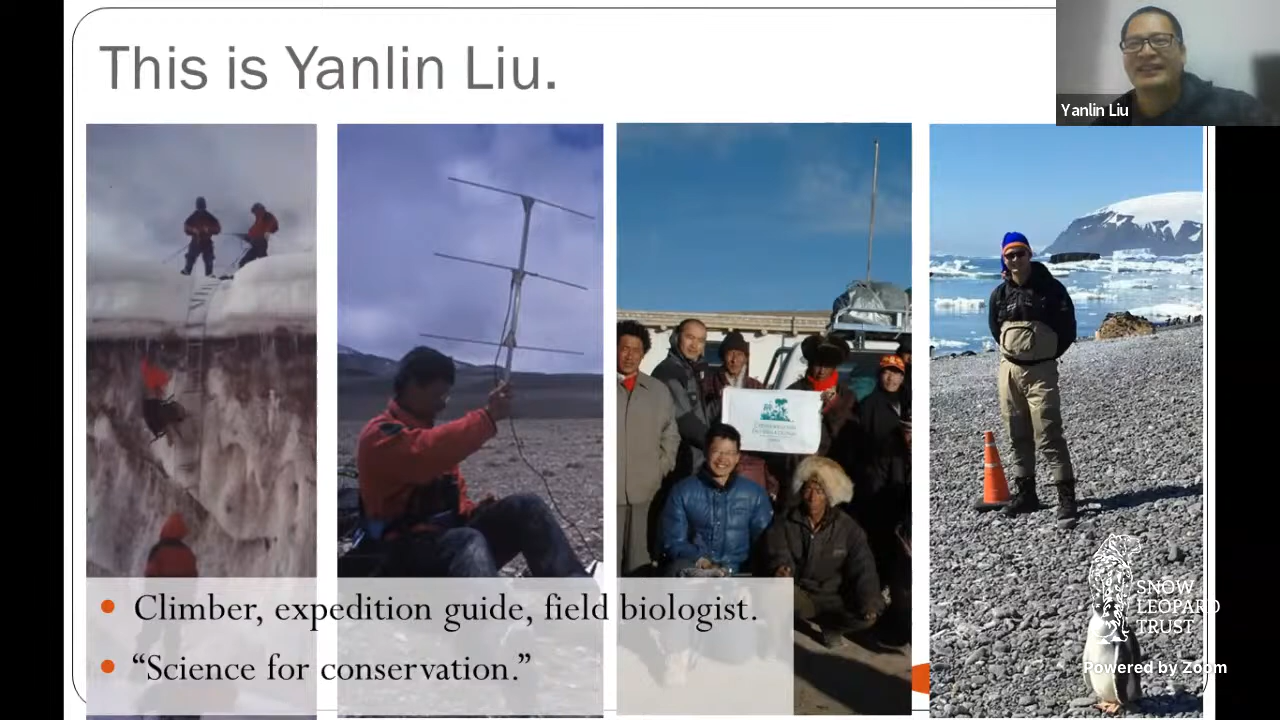 This is Yanlin Liu.
Yanlin Liu
Climber, expedition guide, field biologist.
“Science for conservation.”
SNOW
LEOPARD
TRUST
Powered by Zoom